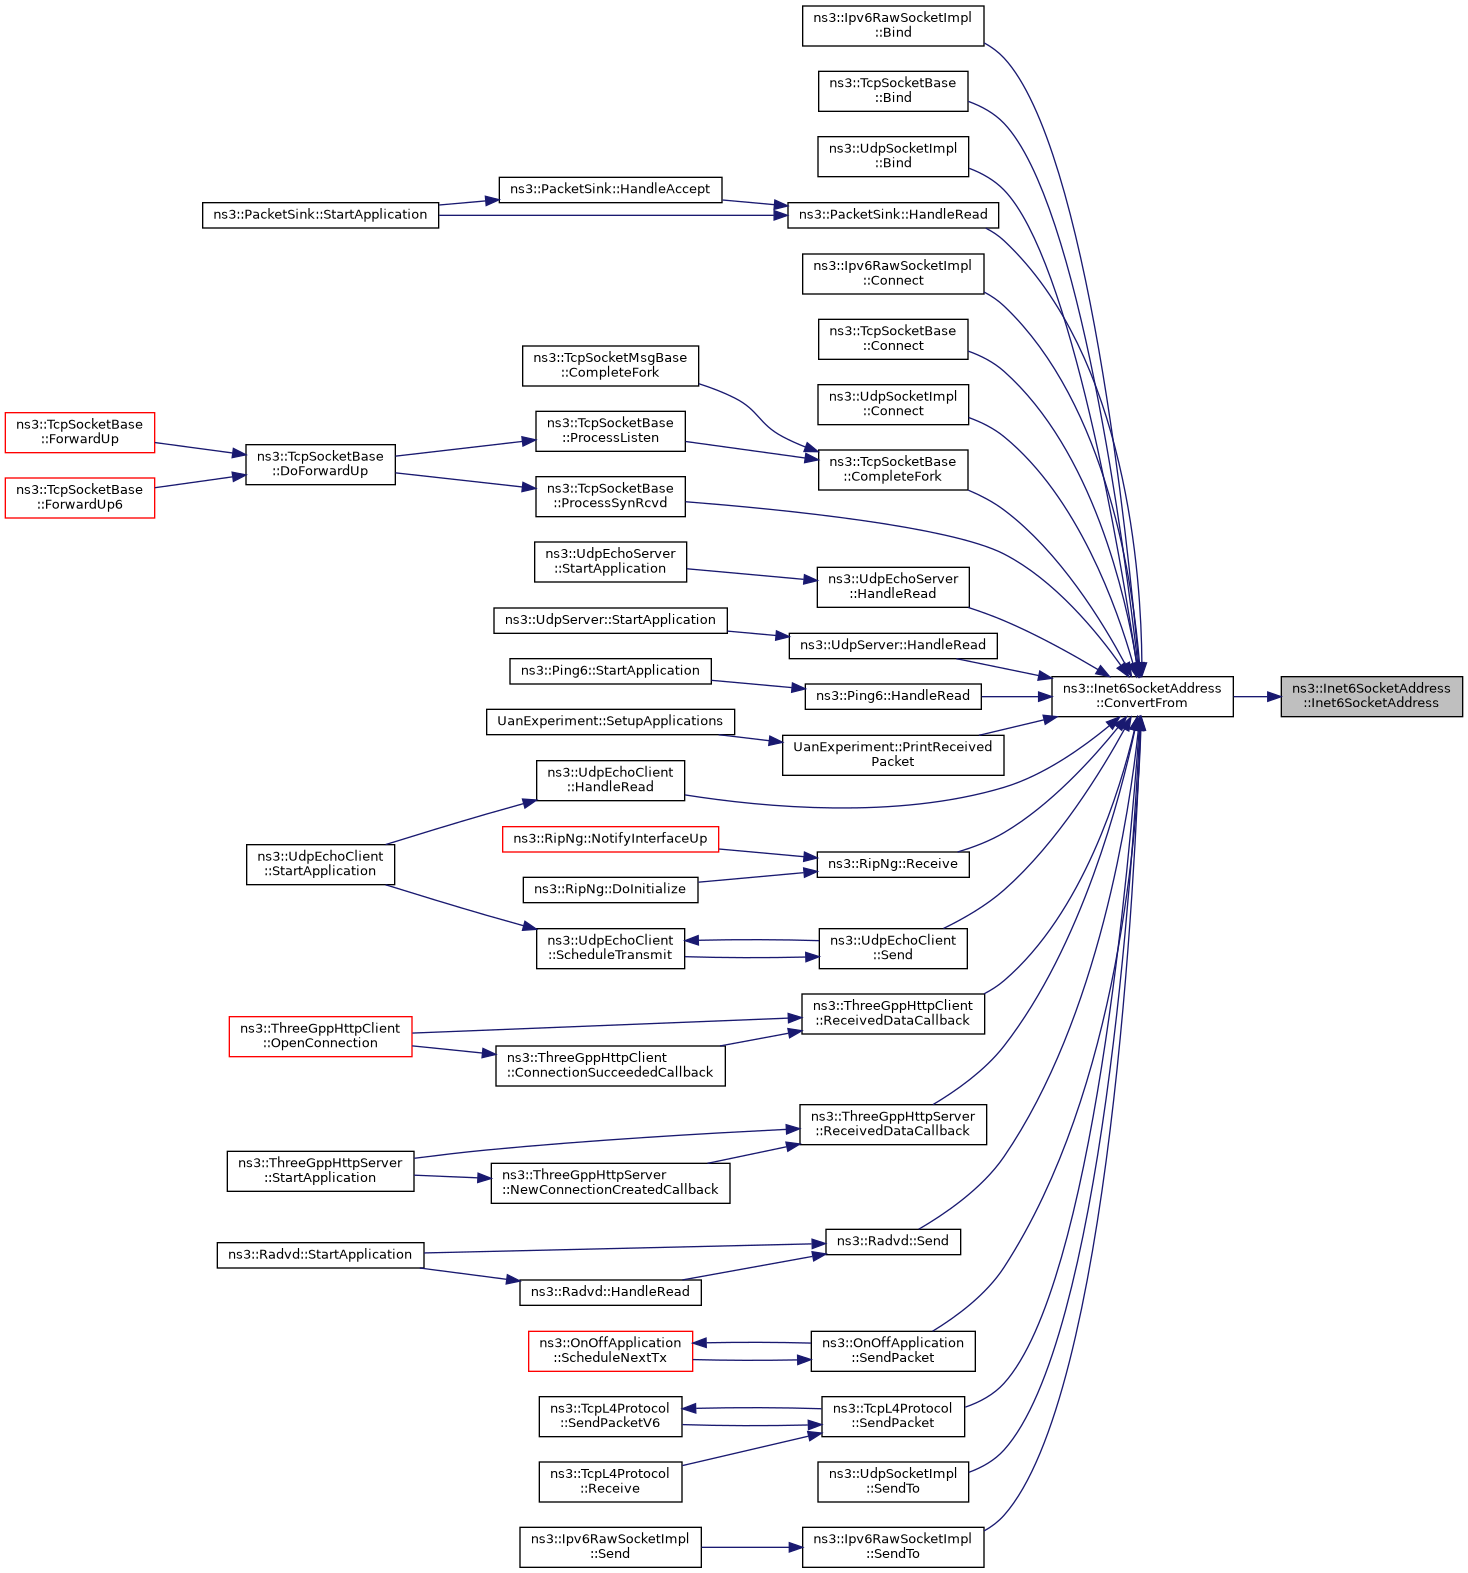 ns3::Ipv6RawSocketImpl
::Bind
ns3::TcpSocketBase
::Bind
ns3::UdpSocketImpl
::Bind
ns3::PacketSink::HandleAccept
ns3::PacketSink::StartApplication
ns3::PacketSink::HandleRead
ns3::Ipv6RawSocketImpl
::Connect
ns3::TcpSocketBase
::Connect
ns3::TcpSocketMsgBase
::CompleteFork
ns3::UdpSocketImpl
::Connect
ns3::TcpSocketBase
::ForwardUp
ns3::TcpSocketBase
::ProcessListen
ns3::TcpSocketBase
::DoForwardUp
ns3::TcpSocketBase
::CompleteFork
ns3::TcpSocketBase
::ForwardUp6
ns3::TcpSocketBase
::ProcessSynRcvd
ns3::UdpEchoServer
::StartApplication
ns3::UdpEchoServer
::HandleRead
ns3::UdpServer::StartApplication
ns3::UdpServer::HandleRead
ns3::Ping6::StartApplication
ns3::Ping6::HandleRead
ns3::Inet6SocketAddress
::ConvertFrom
ns3::Inet6SocketAddress
::Inet6SocketAddress
UanExperiment::SetupApplications
UanExperiment::PrintReceived
Packet
ns3::UdpEchoClient
::HandleRead
ns3::RipNg::NotifyInterfaceUp
ns3::UdpEchoClient
::StartApplication
ns3::RipNg::Receive
ns3::RipNg::DoInitialize
ns3::UdpEchoClient
::ScheduleTransmit
ns3::UdpEchoClient
::Send
ns3::ThreeGppHttpClient
::ReceivedDataCallback
ns3::ThreeGppHttpClient
::OpenConnection
ns3::ThreeGppHttpClient
::ConnectionSucceededCallback
ns3::ThreeGppHttpServer
::ReceivedDataCallback
ns3::ThreeGppHttpServer
::StartApplication
ns3::ThreeGppHttpServer
::NewConnectionCreatedCallback
ns3::Radvd::Send
ns3::Radvd::StartApplication
ns3::Radvd::HandleRead
ns3::OnOffApplication
::ScheduleNextTx
ns3::OnOffApplication
::SendPacket
ns3::TcpL4Protocol
::SendPacketV6
ns3::TcpL4Protocol
::SendPacket
ns3::TcpL4Protocol
::Receive
ns3::UdpSocketImpl
::SendTo
ns3::Ipv6RawSocketImpl
::Send
ns3::Ipv6RawSocketImpl
::SendTo